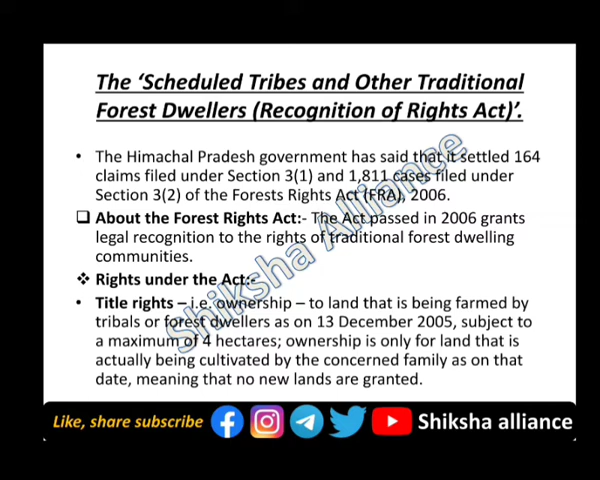 The ‘Scheduled Tribes and Other Traditional
Forest Dwellers (Recognition of Rights Act)’.
• The Himachal Pradesh government has said that it settled 164
claims filed under Section 3(1) and 1,811 cases filed under
Section 3(2) of the Forests Rights Act (FRA), 2006.
❑ About the Forest Rights Act:- The Act passed in 2006 grants
legal recognition to the rights of traditional forest dwelling
communities.
❖ Rights under the Act:-
• Title rights – i.e. ownership – to land that is being farmed by
tribals or forest dwellers as on 13 December 2005, subject to
a maximum of 4 hectares; ownership is only for land that is
actually being cultivated by the concerned family as on that
date, meaning that no new lands are granted.
Shiksha Alliance
Like, share subscribe Shiksha alliance